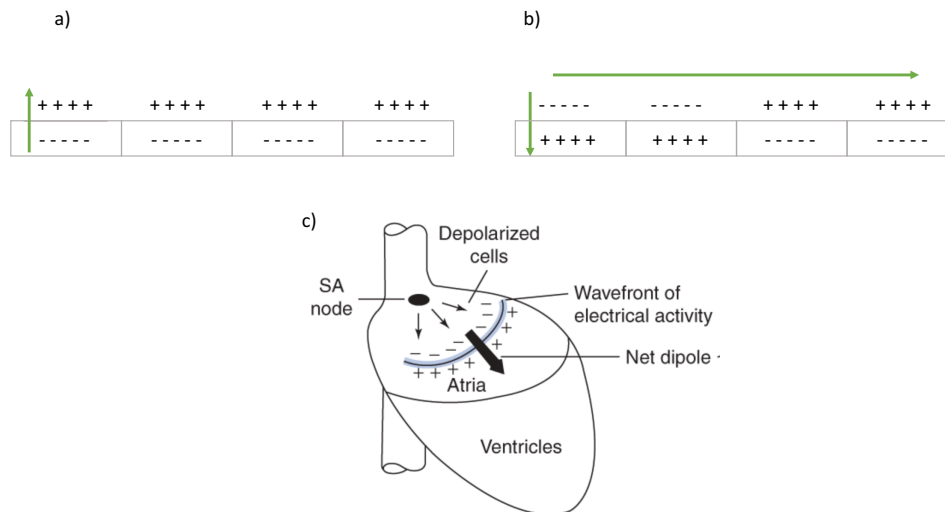 a)
b)
+ + + + + + + + + + + + + + + +
- - - - - - - - - - - - - - - - - - - -
- - - - - - - - - - + + + + + + + +
+ + + + + + + + - - - - - - - - - -
c)
Depolarized
cells
SA
node
Wavefront of
electrical activity
Net dipole
Atria
Ventricles